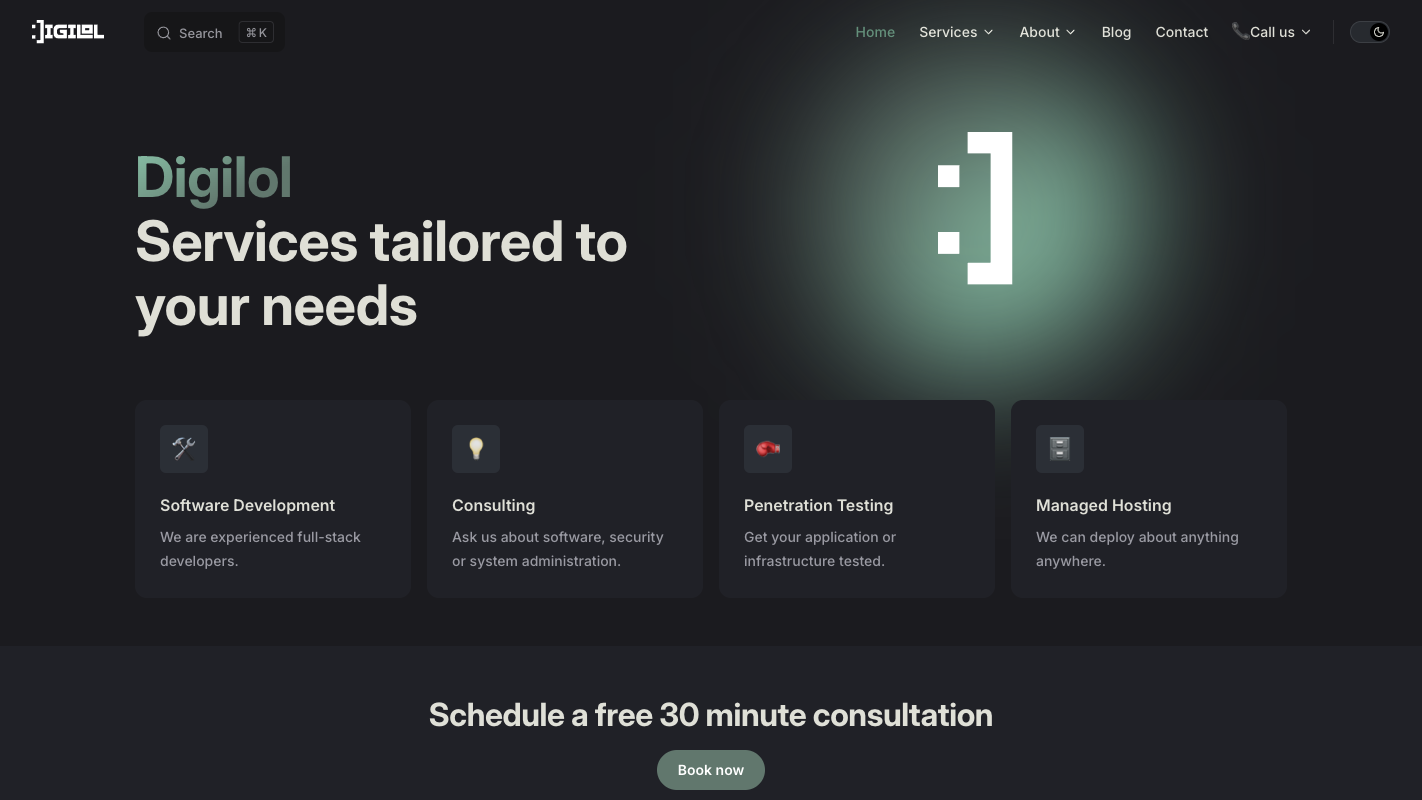 :]IGILOL
Search ⌘ K
Home Services About Blog Contact 📞Call us
:]
Digilol
Services tailored to
your needs
Software Development
We are experienced full-stack
developers.
Consulting
Ask us about software, security
or system administration.
Penetration Testing
Get your application or
infrastructure tested.
Managed Hosting
We can deploy about anything
anywhere.
Schedule a free 30 minute consultation
Book now